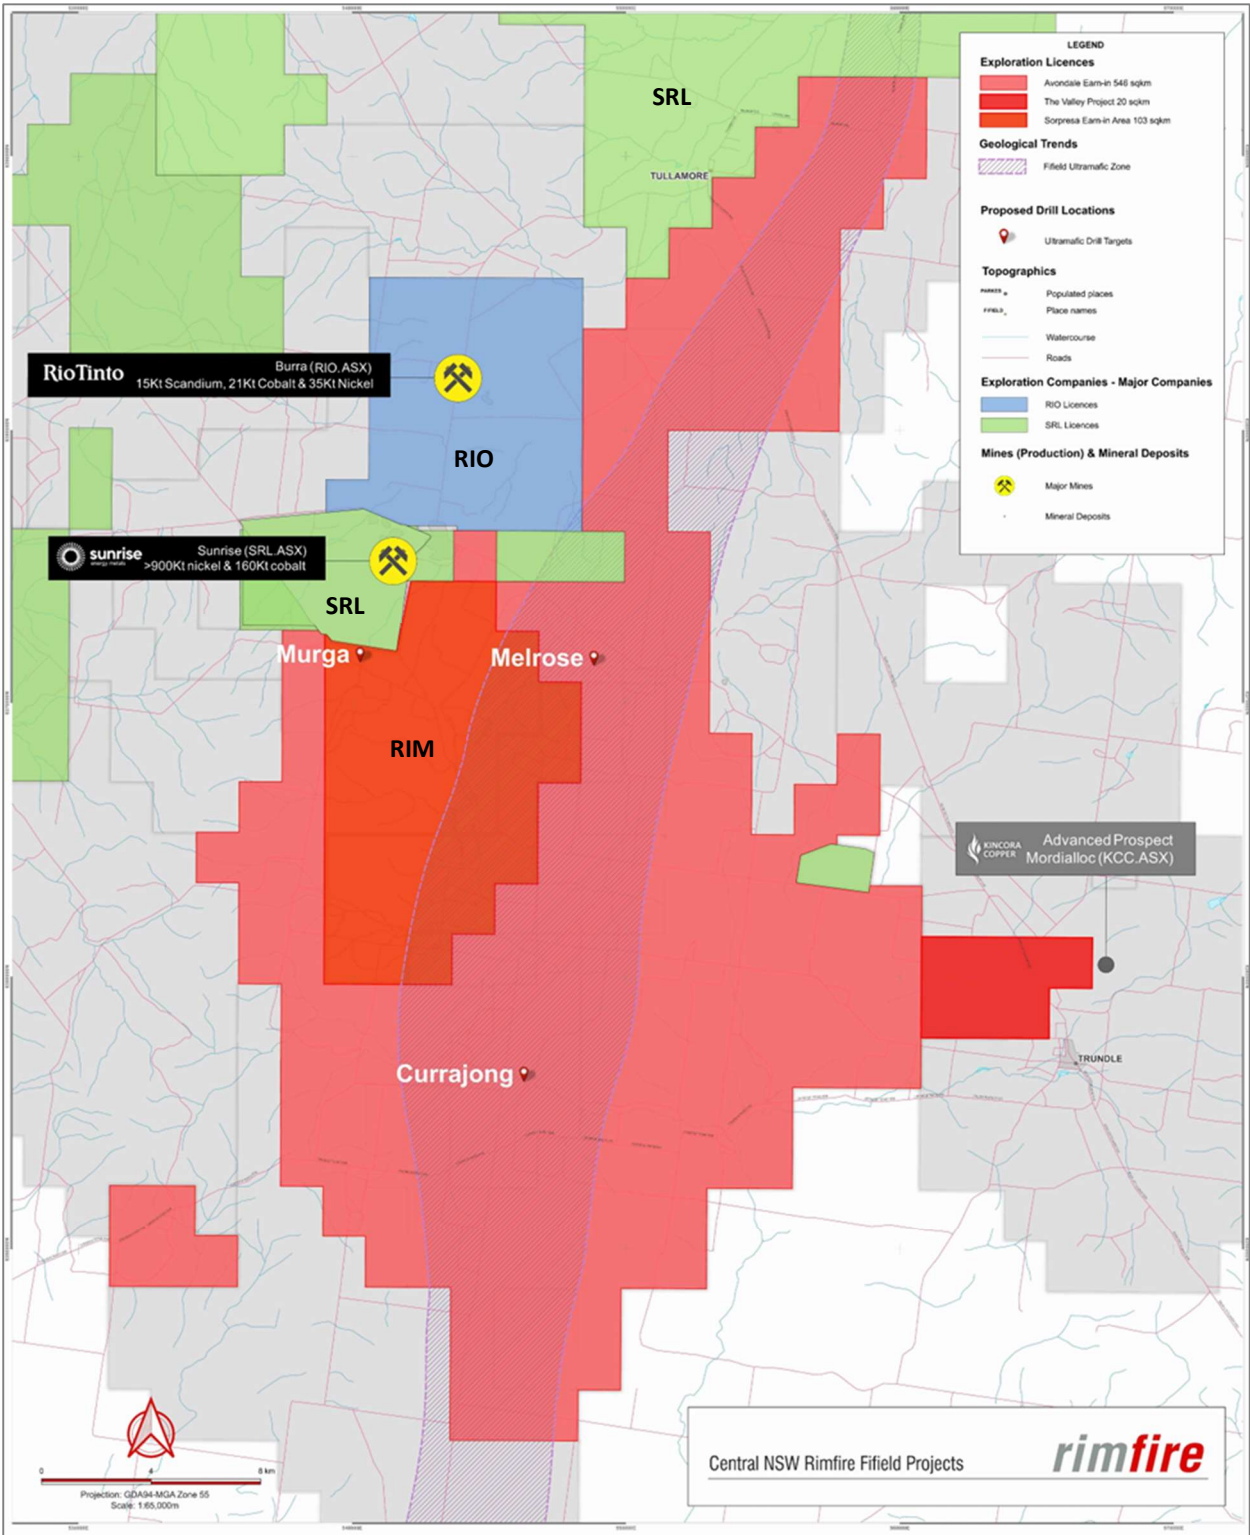 SRL
TULLAMORE
LEGEND
Exploration Licences
Avondale Earn-in 546 sqkm
The Valley Project 20 sqkm
Sorpresa Earn-in Area 103 sqkm
Geological Trends
Fifield Ultramafic Zone
Proposed Drill Locations
Ultramafic Drill Targets
Topographics
PARKES
Populated places
FIFIELD
Place names
Watercourse
Roads
Exploration Companies - Major Companies
RIO Licences
SRL Licences
Mines (Production) & Mineral Deposits
Major Mines
Mineral Deposits
RioTinto
Burra (RIO.ASX)
15Kt Scandium, 21Kt Cobalt & 35Kt Nickel
RIO
sunrise
energy metals
Sunrise (SRL.ASX)
>900Kt nickel & 160Kt cobalt
SRL
Murga
Melrose
RIM
KINCORA
COPPER
Advanced Prospect
Mordialloc (KCC.ASX)
TRUNDLE
Currajong
0 4 8 km
Projection: GDA94-MGA Zone 55
Scale: 1:65,000m
Central NSW Rimfire Fifield Projects
rimfire